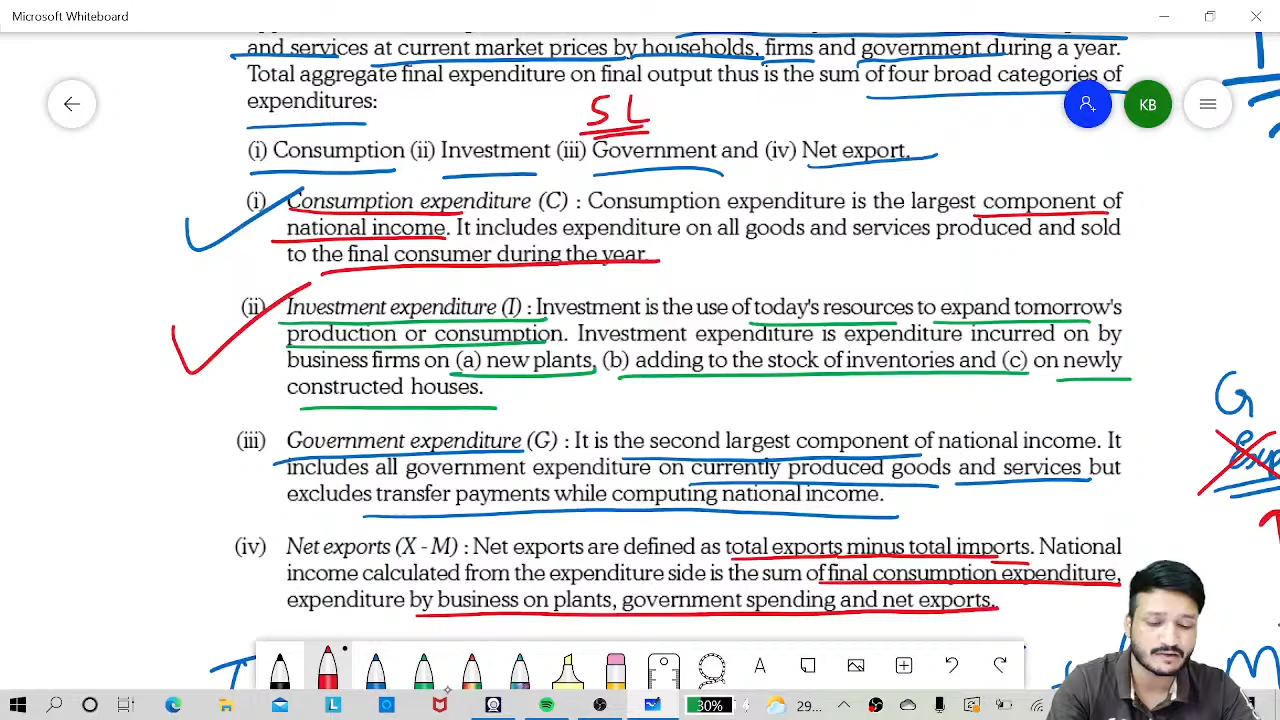 Microsoft Whiteboard
and services at current market prices by households, firms and government during a year.
Total aggregate final expenditure on final output thus is the sum of four broad categories of
expenditures:
SL
(i) Consumption (ii) Investment (iii) Government and (iv) Net export.
(i) Consumption expenditure (C) : Consumption expenditure is the largest component of
national income. It includes expenditure on all goods and services produced and sold
to the final consumer during the year.
(ii) Investment expenditure (I) : Investment is the use of today's resources to expand tomorrow's
production or consumption. Investment expenditure is expenditure incurred on by
business firms on (a) new plants, (b) adding to the stock of inventories and (c) on newly
constructed houses.
(iii) Government expenditure (G) : It is the second largest component of national income. It
includes all government expenditure on currently produced goods and services but
excludes transfer payments while computing national income.
(iv) Net exports (X - M) : Net exports are defined as total exports minus total imports. National
income calculated from the expenditure side is the sum of final consumption expenditure,
expenditure by business on plants, government spending and net exports.
KB
G
exp
M
A
30%
29...